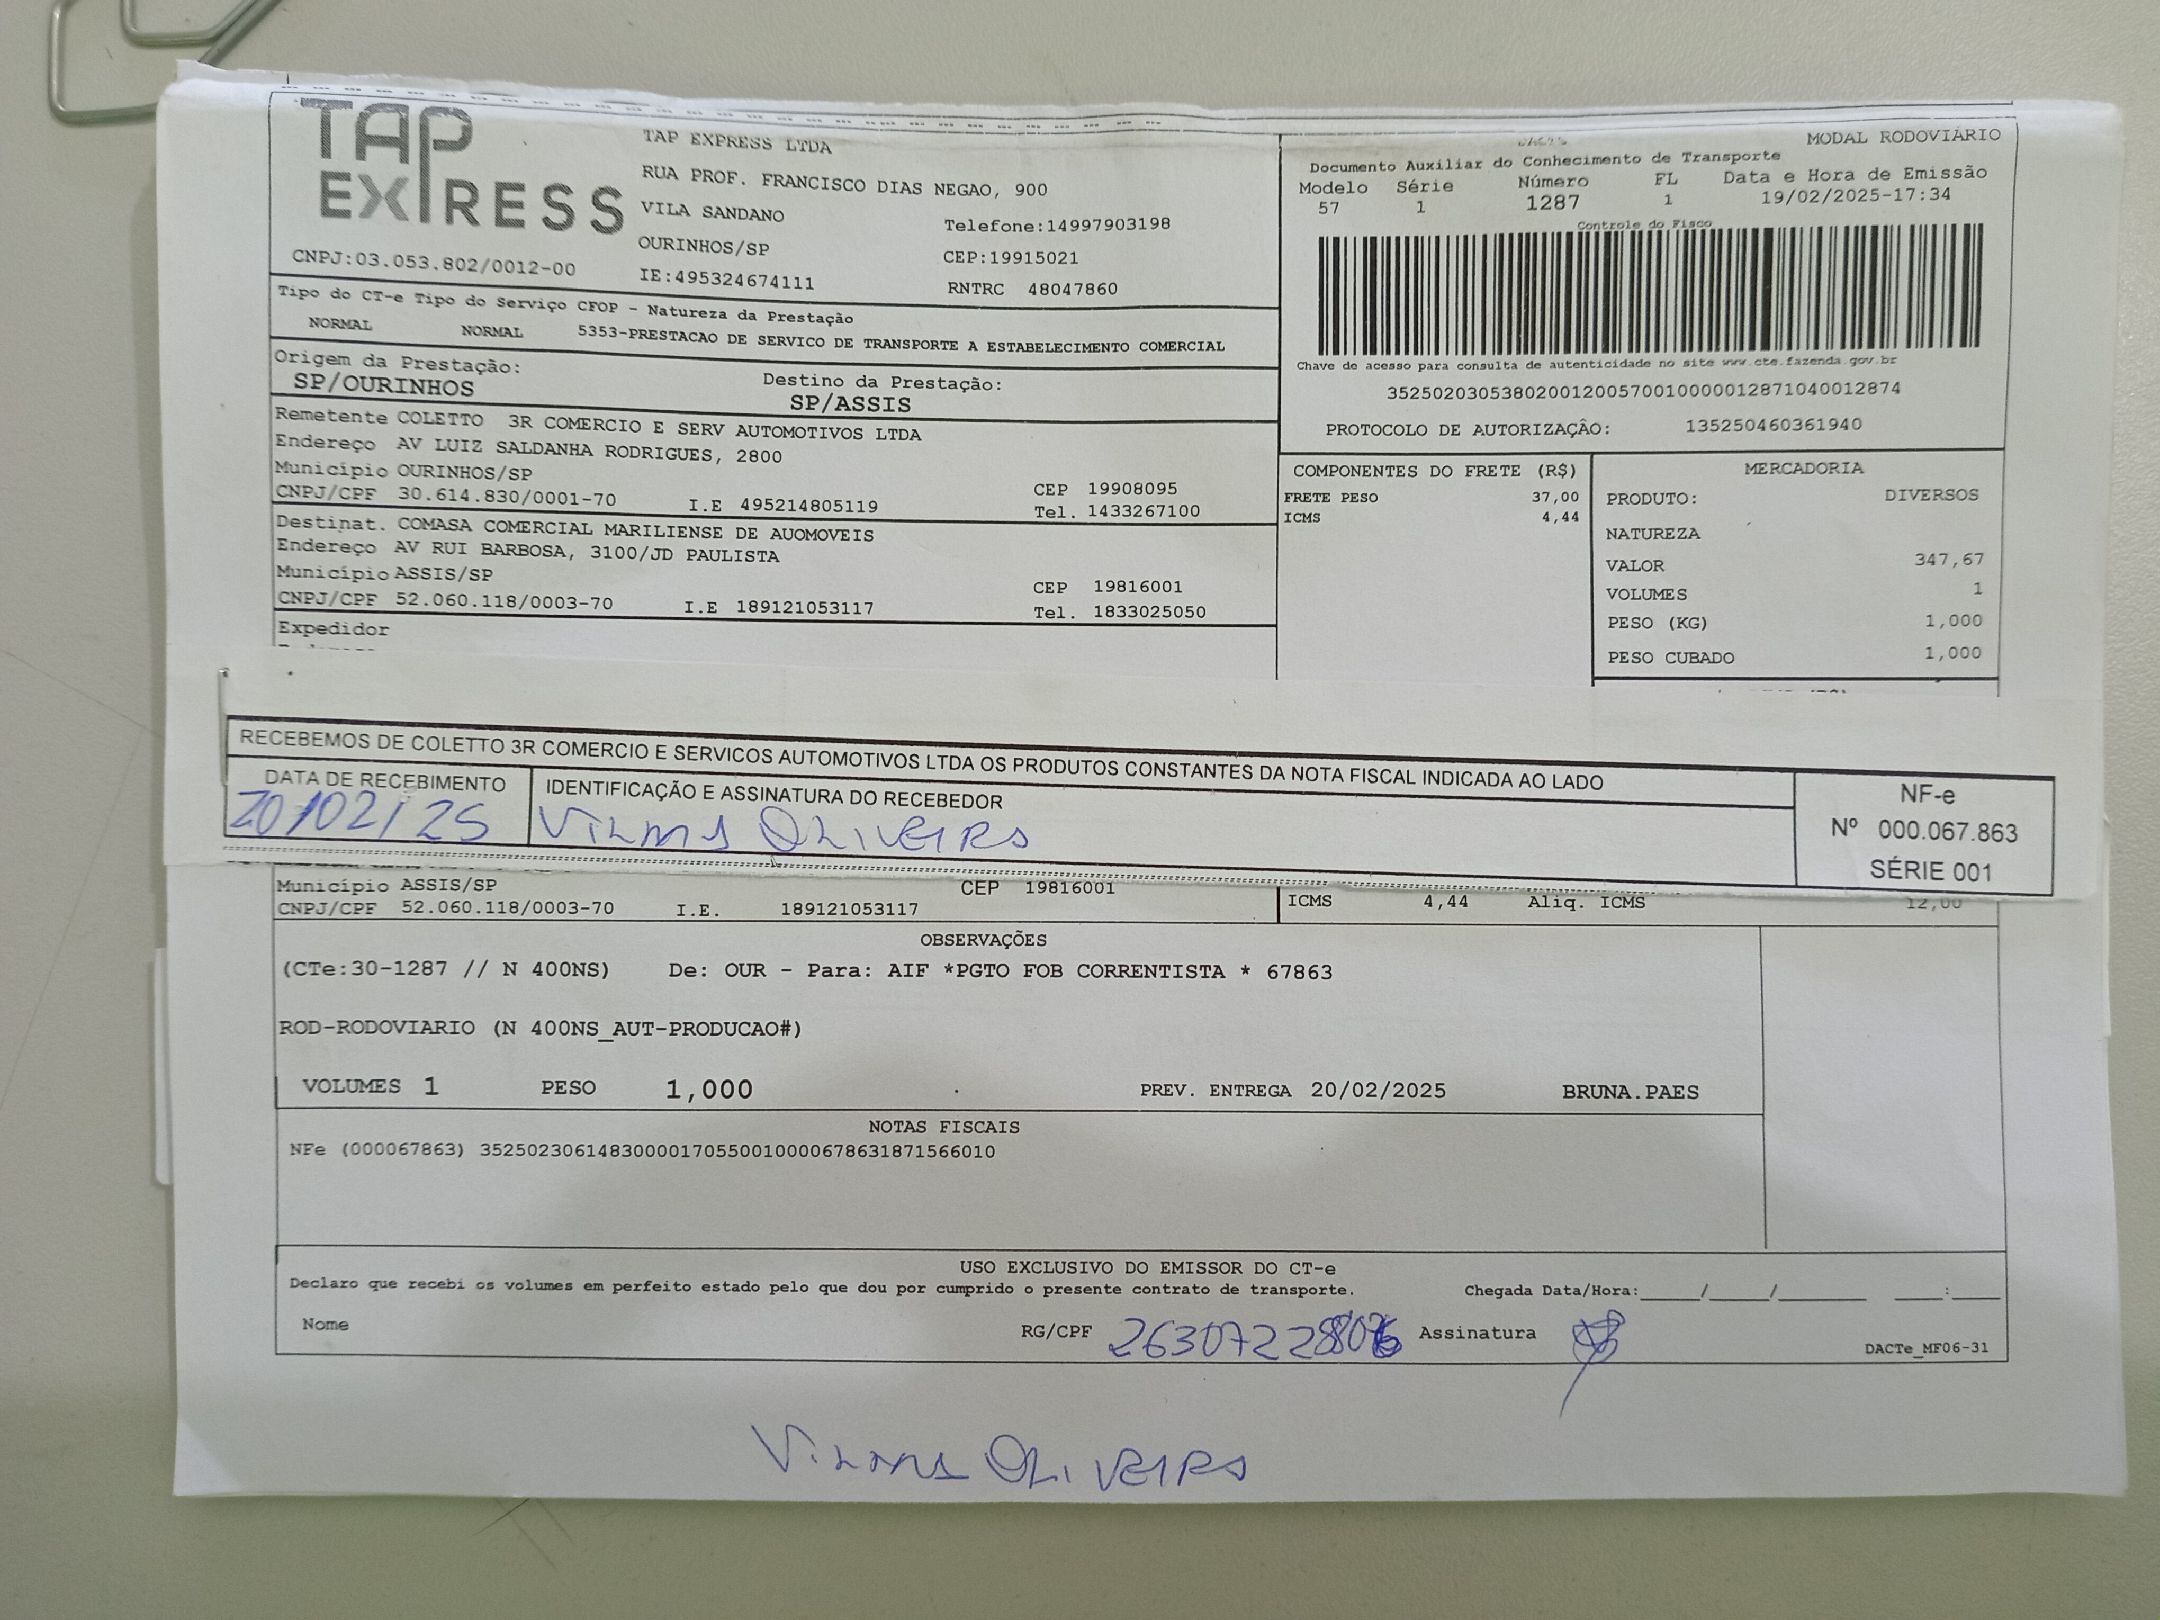 TAP EXPRESS
TAP EXPRESS LTDA
RUA PROF. FRANCISCO DIAS NEGAO, 900
VILA SANDANO
Telefone:14997903198
OURINHOS/SP
CEP:19915021
CNPJ:03.053.802/0012-00
IE:495324674111
RNTRC 48047860
MODAL RODOVIÁRIO
Documento Auxiliar do Conhecimento de Transporte
Modelo Série Número FL Data e Hora de Emissão
57 1 1287 1 19/02/2025-17:34
Controle do Fisco
Chave de acesso para consulta de autenticidade no site www.cte.fazenda.gov.br
35250203053802001200570010000012871040012874
PROTOCOLO DE AUTORIZAÇÂO: 135250460361940
Tipo do CT-e Tipo do Serviço CFOP - Natureza da Prestação
NORMAL NORMAL 5353-PRESTACAO DE SERVICO DE TRANSPORTE A ESTABELECIMENTO COMERCIAL
Origem da Prestação: Destino da Prestação:
SP/OURINHOS SP/ASSIS
Remetente COLETTO 3R COMERCIO E SERV AUTOMOTIVOS LTDA
Endereço AV LUIZ SALDANHA RODRIGUES, 2800
Município OURINHOS/SP CEP 19908095
CNPJ/CPF 30.614.830/0001-70 I.E 495214805119 Tel. 1433267100
Destinat. COMASA COMERCIAL MARILIENSE DE AUOMOVEIS
Endereço AV RUI BARBOSA, 3100/JD PAULISTA
Município ASSIS/SP CEP 19816001
CNPJ/CPF 52.060.118/0003-70 I.E 189121053117 Tel. 1833025050
Expedidor
COMPONENTES DO FRETE (R$)
FRETE PESO 37,00
ICMS 4,44
MERCADORIA
PRODUTO: DIVERSOS
NATUREZA
VALOR 347,67
VOLUMES 1
PESO (KG) 1,000
PESO CUBADO 1,000
RECEBEMOS DE COLETTO 3R COMERCIO E SERVICOS AUTOMOTIVOS LTDA OS PRODUTOS CONSTANTES DA NOTA FISCAL INDICADA AO LADO
DATA DE RECEBIMENTO IDENTIFICAÇÃO E ASSINATURA DO RECEBEDOR
20/02/25 VILMA OLIVEIRA
NF-e
Nº 000.067.863
SÉRIE 001
Município ASSIS/SP CEP 19816001
CNPJ/CPF 52.060.118/0003-70 I.E. 189121053117
ICMS 4,44 Aliq. ICMS 12,00
OBSERVAÇÕES
(CTe:30-1287 // N 400NS) De: OUR - Para: AIF *PGTO FOB CORRENTISTA * 67863
ROD-RODOVIARIO (N 400NS_AUT-PRODUCAO#)
VOLUMES 1 PESO 1,000 PREV. ENTREGA 20/02/2025 BRUNA.PAES
NOTAS FISCAIS
NFe (000067863) 35250230614830000170550010000678631871566010
USO EXCLUSIVO DO EMISSOR DO CT-e
Declaro que recebi os volumes em perfeito estado pelo que dou por cumprido o presente contrato de transporte. Chegada Data/Hora:____/____/______ ____:____
Nome RG/CPF Assinatura
DACTe_MF06-31
VILMA OLIVEIRA